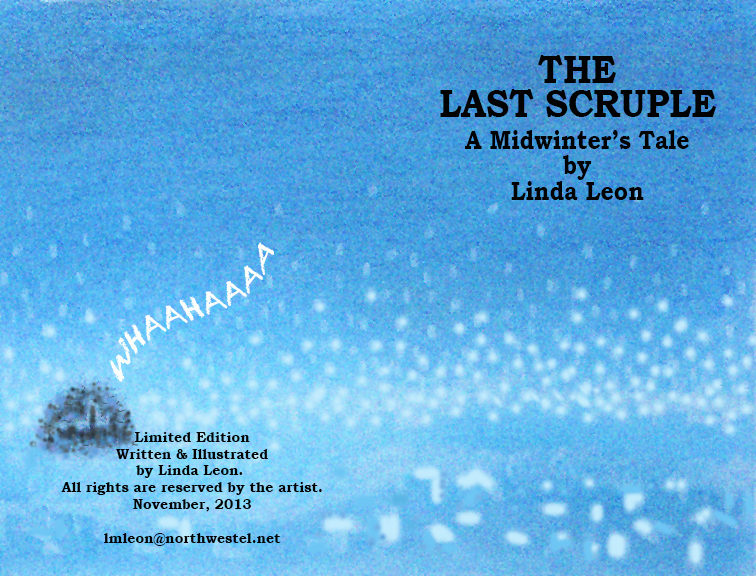 THE
LAST SCRUPLE
A Midwinter's Tale
by
Linda Leon
WHAAHAAAA
Limited Edition
Written & Illustrated
by Linda Leon.
All rights are reserved by the artist.
November, 2013
lmleon@northwestel.net